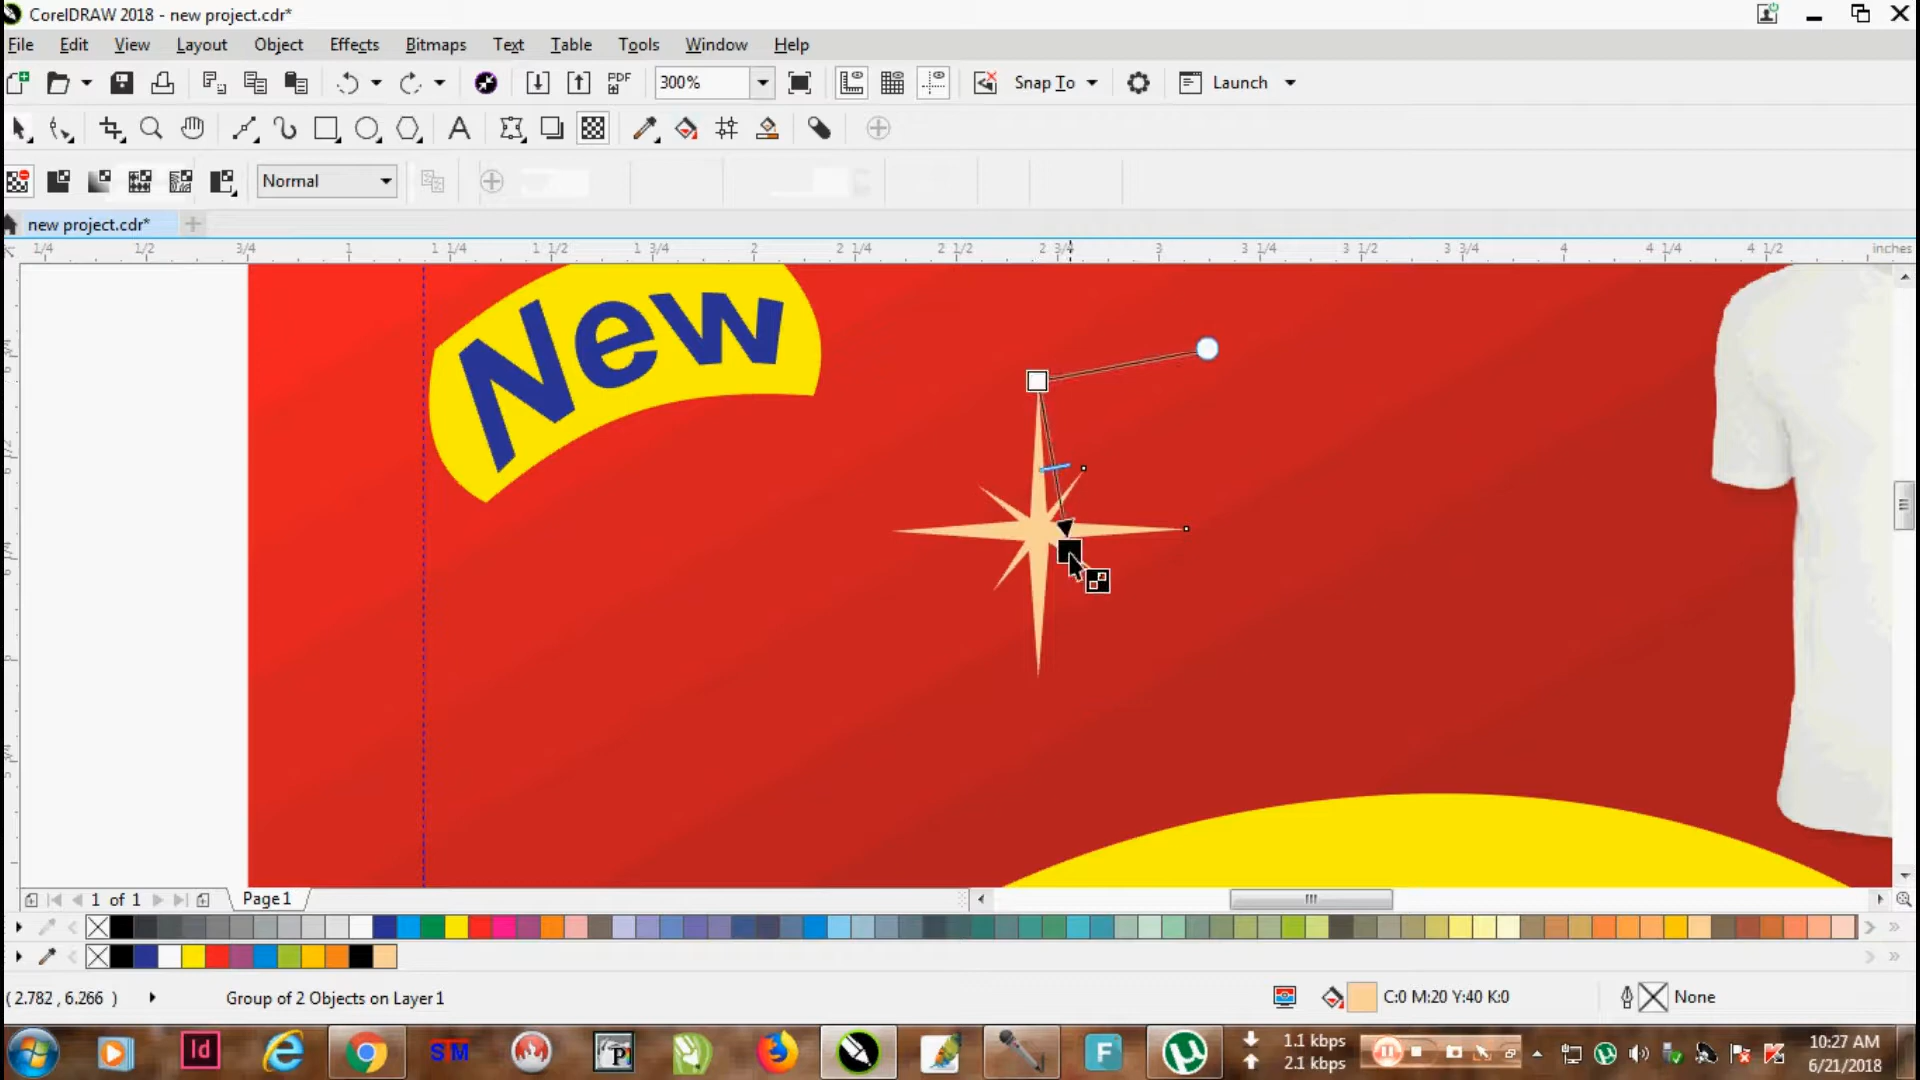 CorelDRAW 2018 - new project.cdr*
File Edit View Layout Object Effects Bitmaps Text Table Tools Window Help
PDF 300% Snap To Launch
Normal
new project.cdr*
1/4 1/2 3/4 1 1 1/4 1 1/2 1 3/4 2 2 1/4 2 1/2 2 3/4 3 3 1/4 3 1/2 3 3/4 4 4 1/4 4 1/2 inches
New
1 of 1 Page 1
( 2.782 , 6.266 ) Group of 2 Objects on Layer 1 C:0 M:20 Y:40 K:0 None
Id SM P F 1.1 kbps 10:27 AM
2.1 kbps 6/21/2018